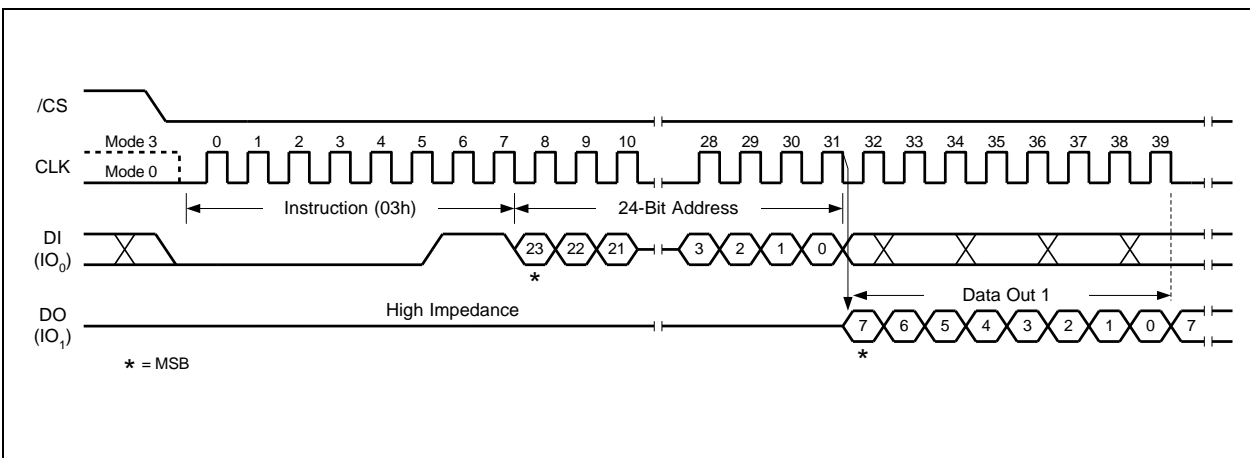 /CS
Mode 3 0 1 2 3 4 5 6 7 8 9 10 28 29 30 31 32 33 34 35 36 37 38 39
CLK
Mode 0
Instruction (03h) 24-Bit Address
DI
(IO0)
23 22 21 3 2 1 0
*
Data Out 1
High Impedance
DO
(IO1)
7 6 5 4 3 2 1 0 7
*
* = MSB